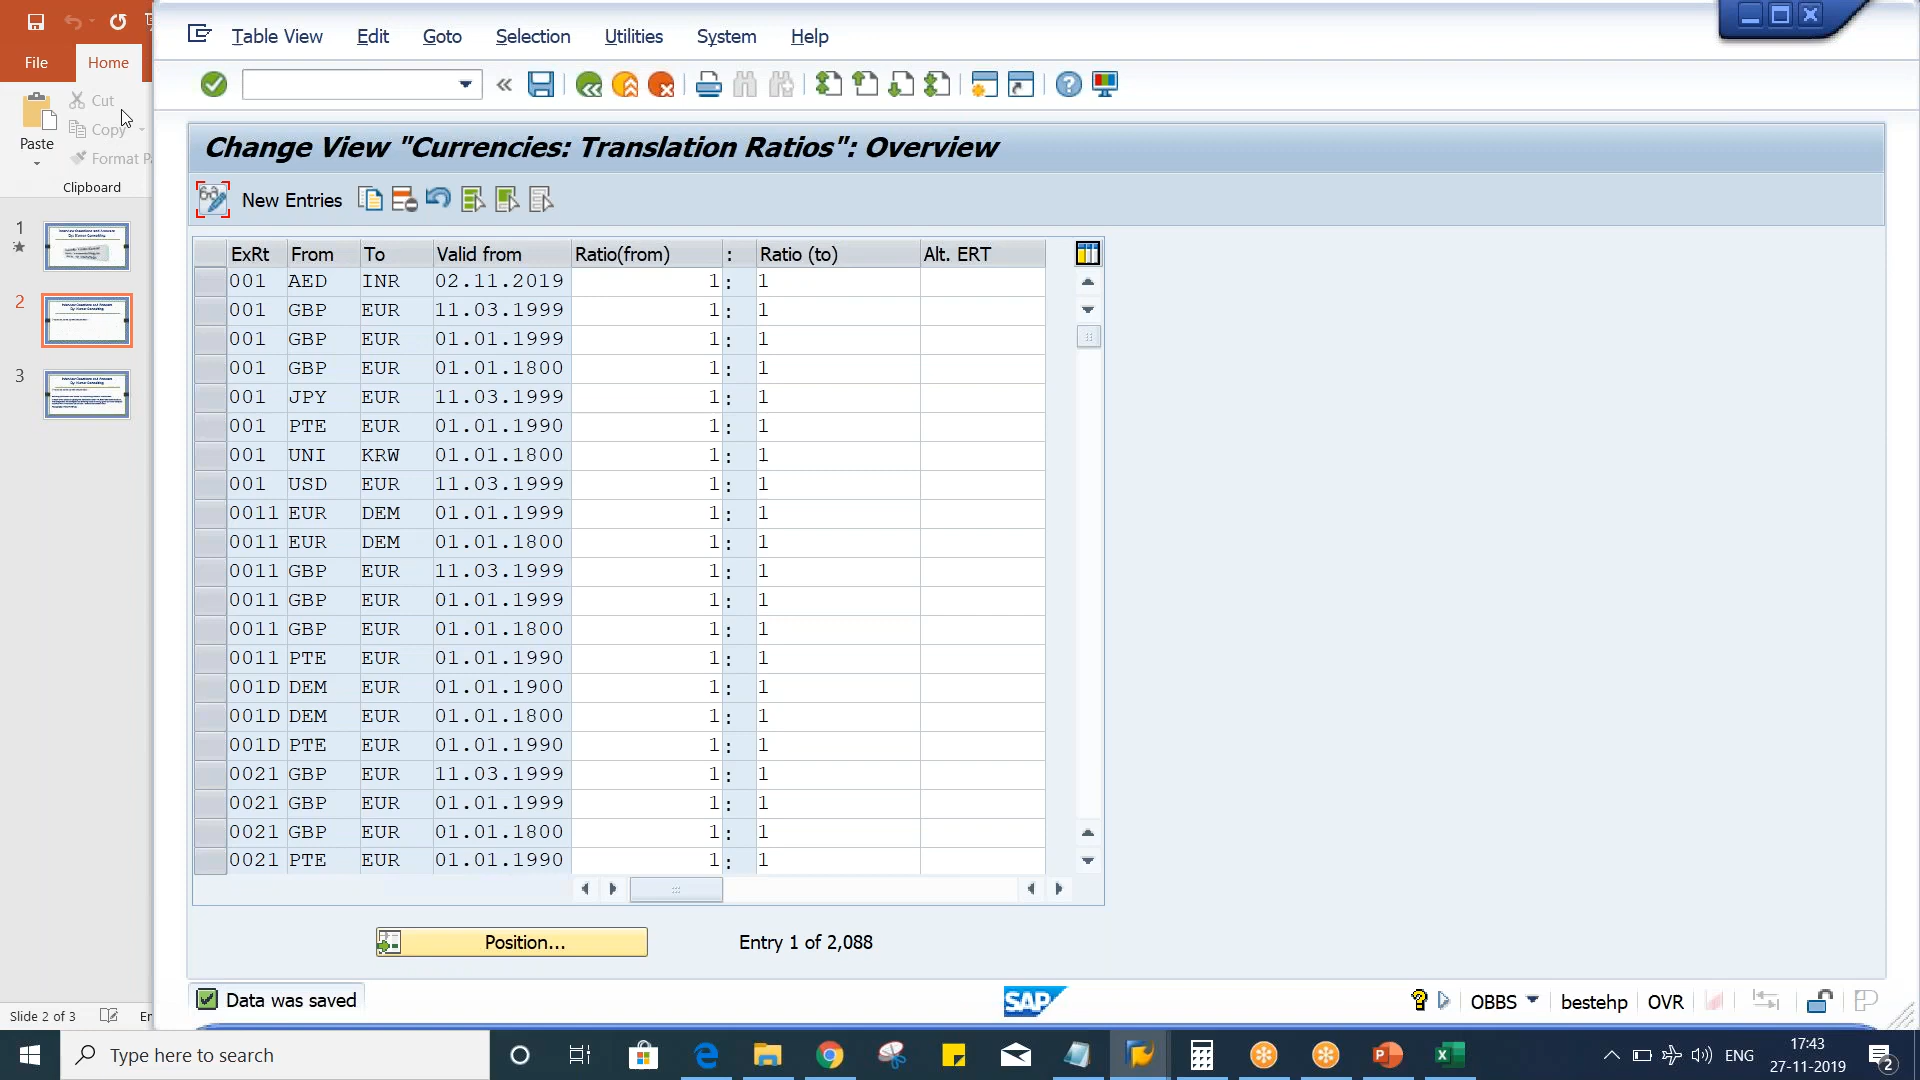 Table View Edit Goto Selection Utilities System Help
File Home
Cut
Copy
Paste
Format P
Clipboard
Change View "Currencies: Translation Ratios": Overview
New Entries
ExRt From To Valid from Ratio(from) : Ratio (to) Alt. ERT
001 AED INR 02.11.2019 1 : 1
001 GBP EUR 11.03.1999 1 : 1
001 GBP EUR 01.01.1999 1 : 1
001 GBP EUR 01.01.1800 1 : 1
001 JPY EUR 11.03.1999 1 : 1
001 PTE EUR 01.01.1990 1 : 1
001 UNI KRW 01.01.1800 1 : 1
001 USD EUR 11.03.1999 1 : 1
0011 EUR DEM 01.01.1999 1 : 1
0011 EUR DEM 01.01.1800 1 : 1
0011 GBP EUR 11.03.1999 1 : 1
0011 GBP EUR 01.01.1999 1 : 1
0011 GBP EUR 01.01.1800 1 : 1
0011 PTE EUR 01.01.1990 1 : 1
001D DEM EUR 01.01.1900 1 : 1
001D DEM EUR 01.01.1800 1 : 1
001D PTE EUR 01.01.1990 1 : 1
0021 GBP EUR 11.03.1999 1 : 1
0021 GBP EUR 01.01.1999 1 : 1
0021 GBP EUR 01.01.1800 1 : 1
0021 PTE EUR 01.01.1990 1 : 1
1
2
3
Position... Entry 1 of 2,088
Data was saved
SAP
OBBS bestehp OVR
Slide 2 of 3 En
Type here to search
ENG
17:43
27-11-2019
2